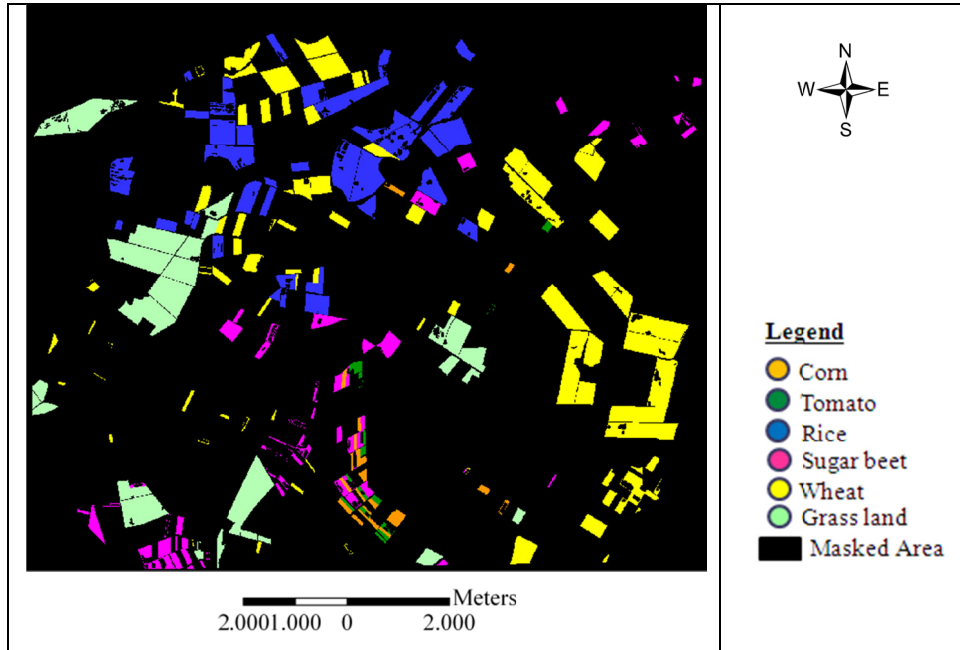 N
W E
S
Legend
Corn
Tomato
Rice
Sugar beet
Wheat
Grass land
Masked Area
Meters
2.0001.000 0 2.000